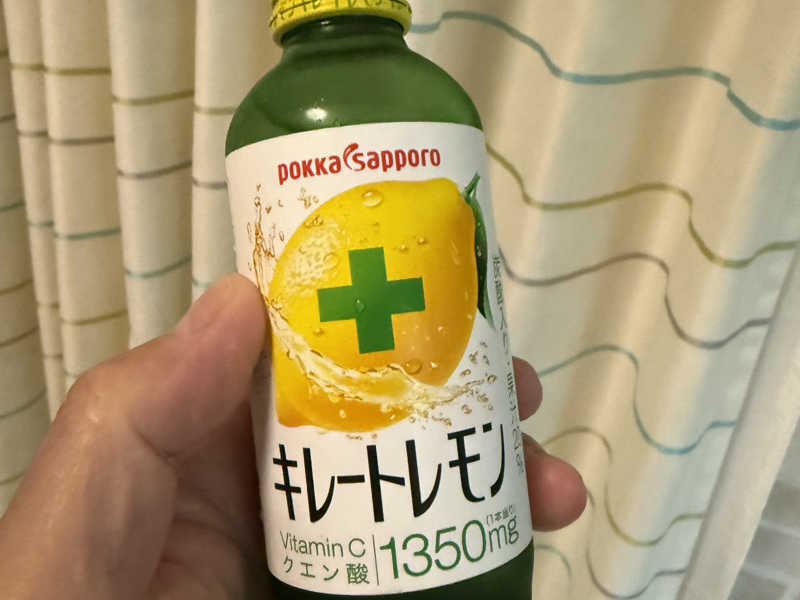 pokka sapporo
キレートレモン
Vitamin C
クエン酸
1350mg
(1本当り)